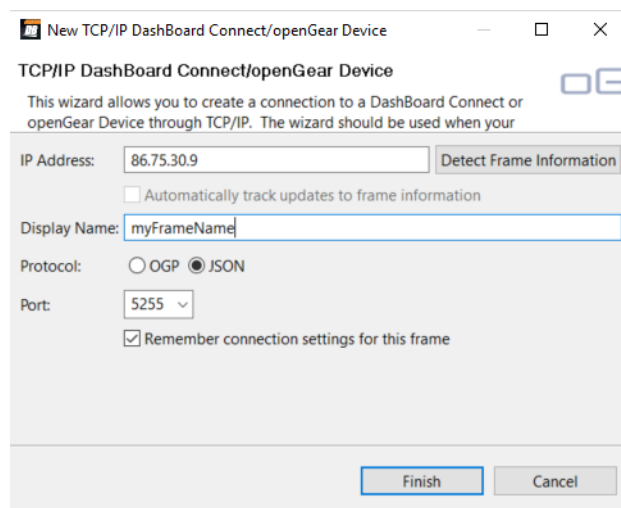 DB New TCP/IP DashBoard Connect/openGear Device
TCP/IP DashBoard Connect/openGear Device
This wizard allows you to create a connection to a DashBoard Connect or
openGear Device through TCP/IP. The wizard should be used when your
IP Address: 86.75.30.9 Detect Frame Information
Automatically track updates to frame information
Display Name: myFrameName
Protocol: OGP JSON
Port: 5255
Remember connection settings for this frame
Finish Cancel